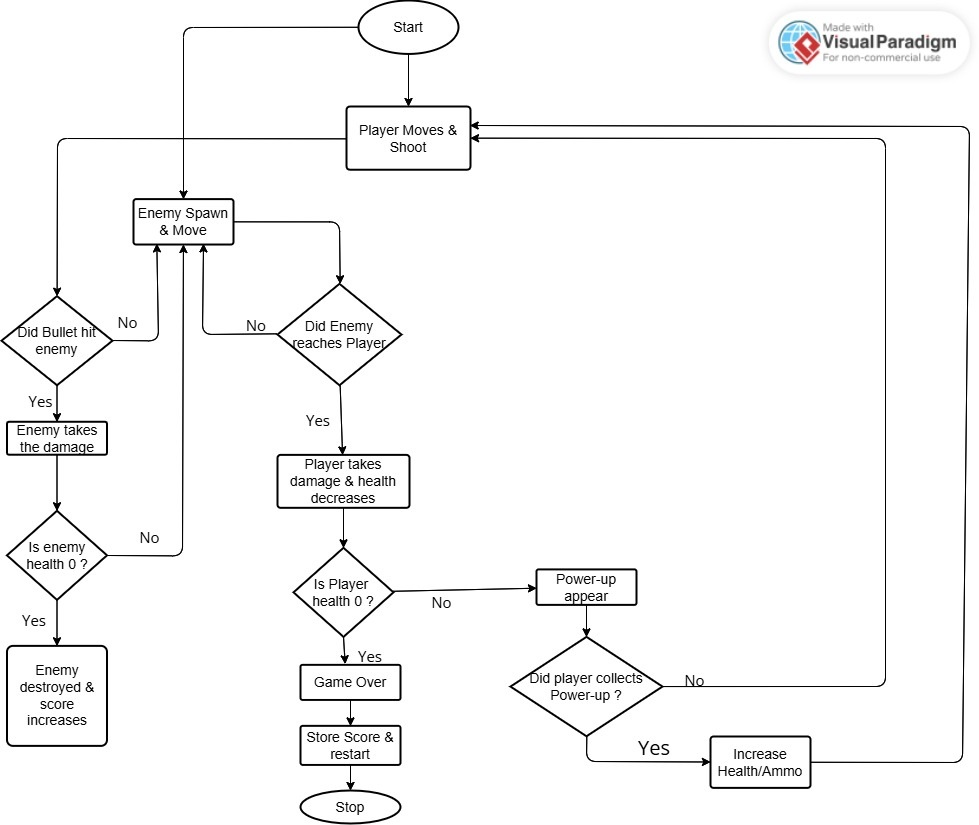 Start
Made with
Visual Paradigm
For non-commercial use
Player Moves &
Shoot
Enemy Spawn
& Move
Did Bullet hit
enemy
No
No
Did Enemy
reaches Player
Yes
Yes
Enemy takes
the damage
Player takes
damage & health
decreases
Is enemy
health 0 ?
No
Is Player
health 0 ?
No
Power-up
appear
Yes
Yes
Enemy
destroyed &
score
increases
Game Over
Did player collects
Power-up ?
No
Store Score &
restart
Yes
Increase
Health/Ammo
Stop